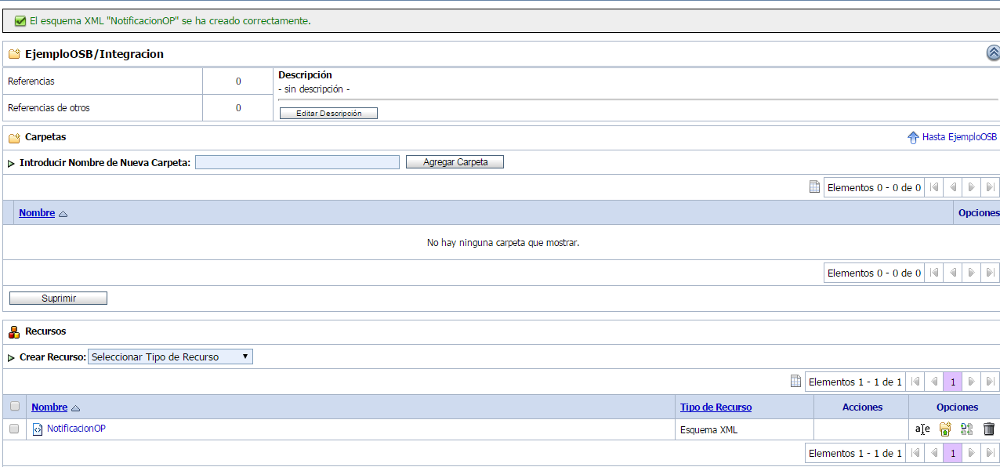 El esquema XML "NotificacionOP" se ha creado correctamente.
EjemploOSB/Integracion
Referencias 0
Referencias de otros 0
Descripción
- sin descripción -
Editar Descripción
Carpetas Hasta EjemploOSB
Introducir Nombre de Nueva Carpeta: Agregar Carpeta
Elementos 0 - 0 de 0
Nombre Opciones
No hay ninguna carpeta que mostrar.
Elementos 0 - 0 de 0
Suprimir
Recursos
Crear Recurso: Seleccionar Tipo de Recurso
Elementos 1 - 1 de 1 1
Nombre Tipo de Recurso Acciones Opciones
NotificacionOP Esquema XML a e
Elementos 1 - 1 de 1 1